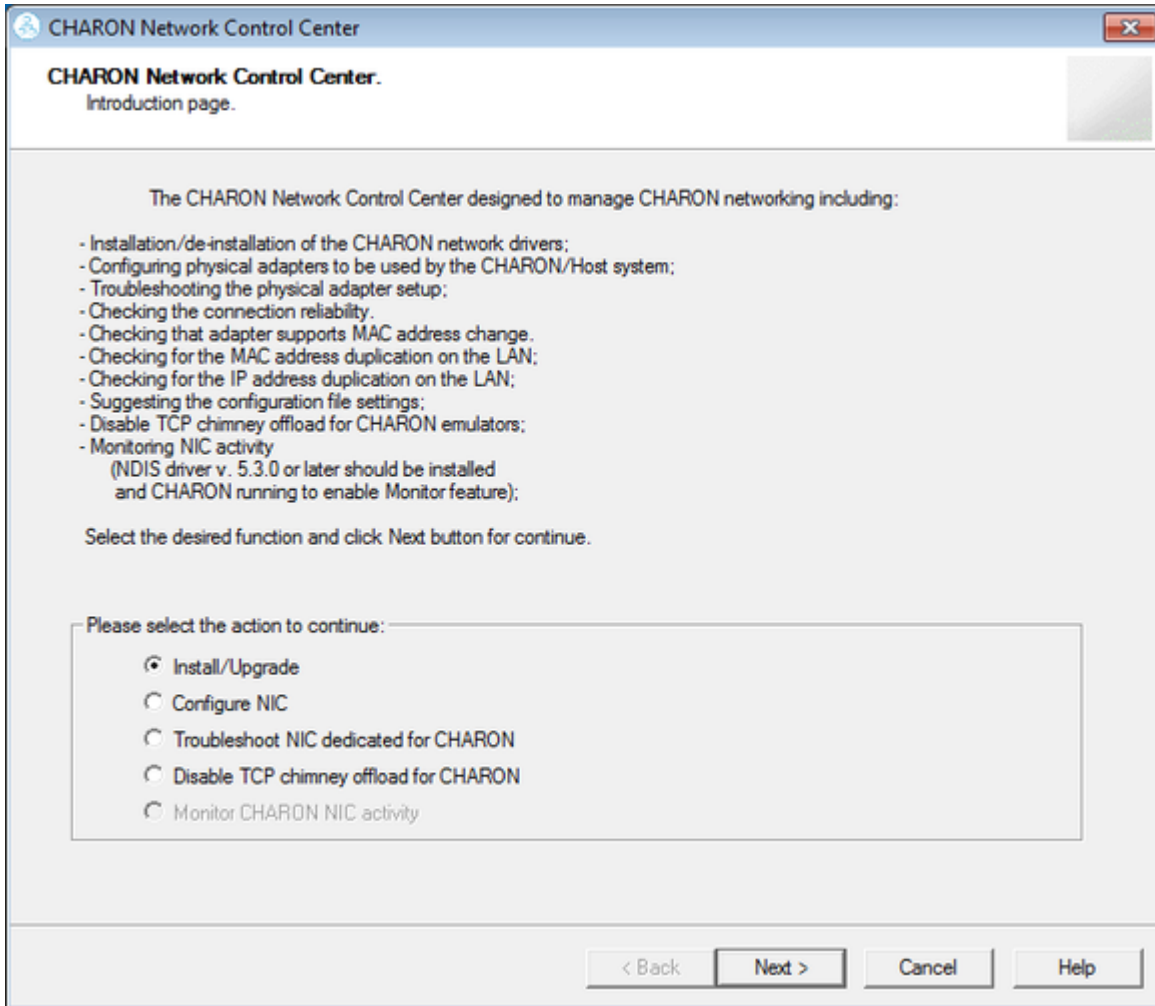 CHARON Network Control Center
CHARON Network Control Center.
Introduction page.
The CHARON Network Control Center designed to manage CHARON networking including:
- Installation/de-installation of the CHARON network drivers;
- Configuring physical adapters to be used by the CHARON/Host system;
- Troubleshooting the physical adapter setup;
- Checking the connection reliability.
- Checking that adapter supports MAC address change.
- Checking for the MAC address duplication on the LAN;
- Checking for the IP address duplication on the LAN;
- Suggesting the configuration file settings;
- Disable TCP chimney offload for CHARON emulators;
- Monitoring NIC activity
(NDIS driver v. 5.3.0 or later should be installed
and CHARON running to enable Monitor feature);
Select the desired function and click Next button for continue.
Please select the action to continue:
Install/Upgrade
Configure NIC
Troubleshoot NIC dedicated for CHARON
Disable TCP chimney offload for CHARON
Monitor CHARON NIC activity
< Back Next > Cancel Help